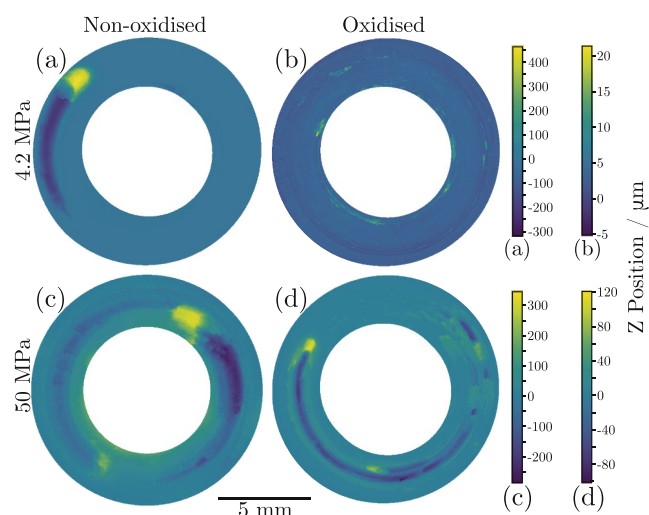 Non-oxidised Oxidised
(a) (b)
4.2 MPa
400
300
200
100
0
-100
-200
-300
(a)
20
15
10
5
0
-5
(b)
Z Position / μm
(c) (d)
50 MPa
300
200
100
0
-100
-200
(c)
120
80
40
0
-40
-80
(d)
5 mm